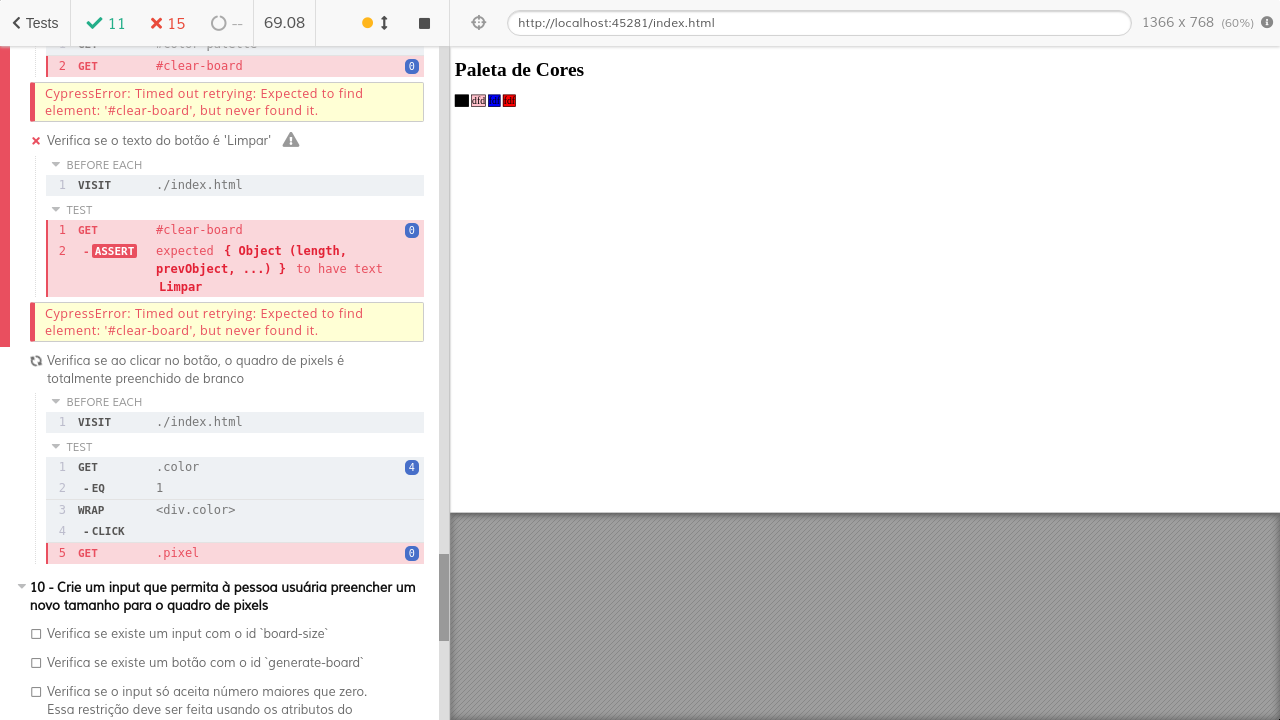 Tests
11
15
--
69.08
http://localhost:45281/index.html
1366 x 768 (60%)
2 GET #clear-board 0
CypressError: Timed out retrying: Expected to find
element: '#clear-board', but never found it.
Verifica se o texto do botão é 'Limpar'
BEFORE EACH
1 VISIT ./index.html
TEST
1 GET #clear-board 0
2 - ASSERT expected { Object (length,
prevObject, ...) } to have text
Limpar
CypressError: Timed out retrying: Expected to find
element: '#clear-board', but never found it.
Verifica se ao clicar no botão, o quadro de pixels é
totalmente preenchido de branco
BEFORE EACH
1 VISIT ./index.html
TEST
1 GET .color 4
2 - EQ 1
3 WRAP <div.color>
4 - CLICK
5 GET .pixel 0
10 - Crie um input que permita à pessoa usuária preencher um
novo tamanho para o quadro de pixels
Verifica se existe um input com o id `board-size`
Verifica se existe um botão com o id `generate-board`
Verifica se o input só aceita número maiores que zero.
Essa restrição deve ser feita usando os atributos do
Paleta de Cores
dfd